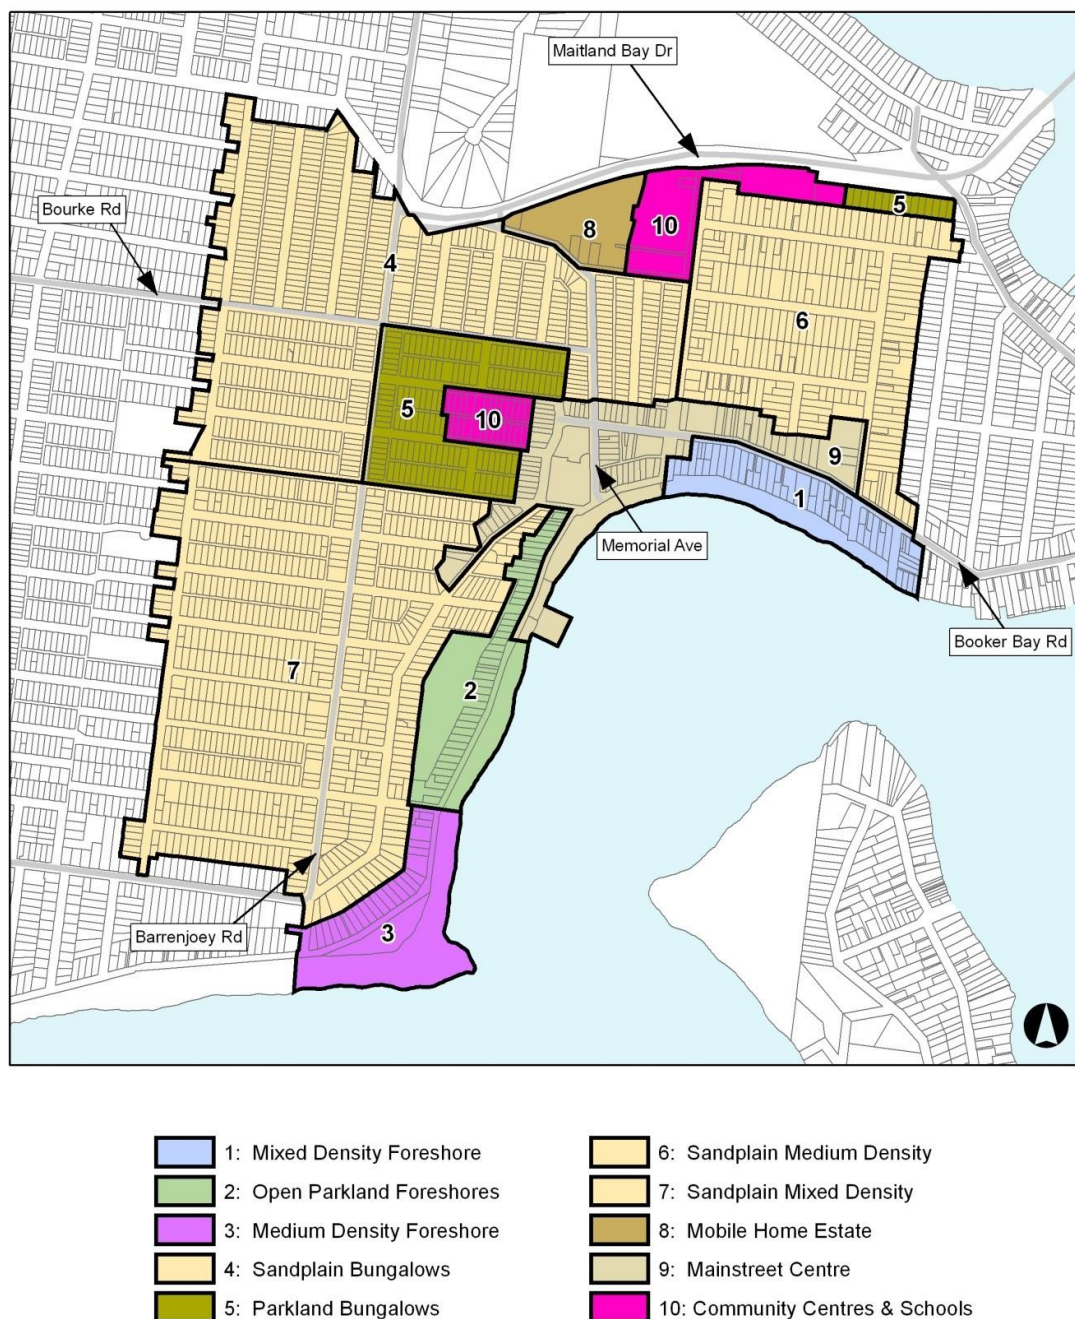 Maitland Bay Dr
Bourke Rd
8
10
5
4
6
5
10
9
1
Memorial Ave
Booker Bay Rd
7
2
Barrenjoey Rd
3
1: Mixed Density Foreshore
2: Open Parkland Foreshores
3: Medium Density Foreshore
4: Sandplain Bungalows
5: Parkland Bungalows
6: Sandplain Medium Density
7: Sandplain Mixed Density
8: Mobile Home Estate
9: Mainstreet Centre
10: Community Centres & Schools